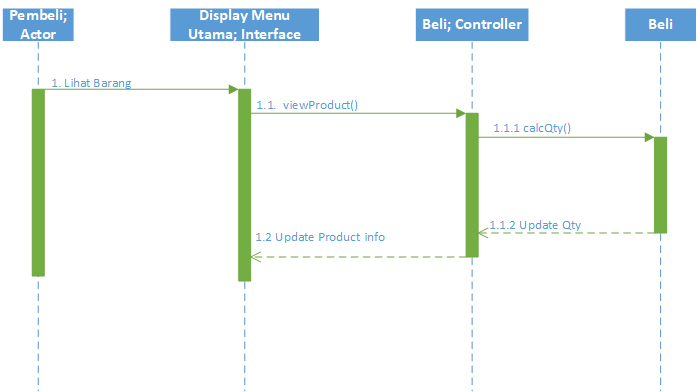 Pembeli;
Actor
Display Menu
Utama; Interface
Beli; Controller
Beli
1. Lihat Barang
1.1. viewProduct()
1.1.1 calcQty()
1.1.2 Update Qty
1.2 Update Product info